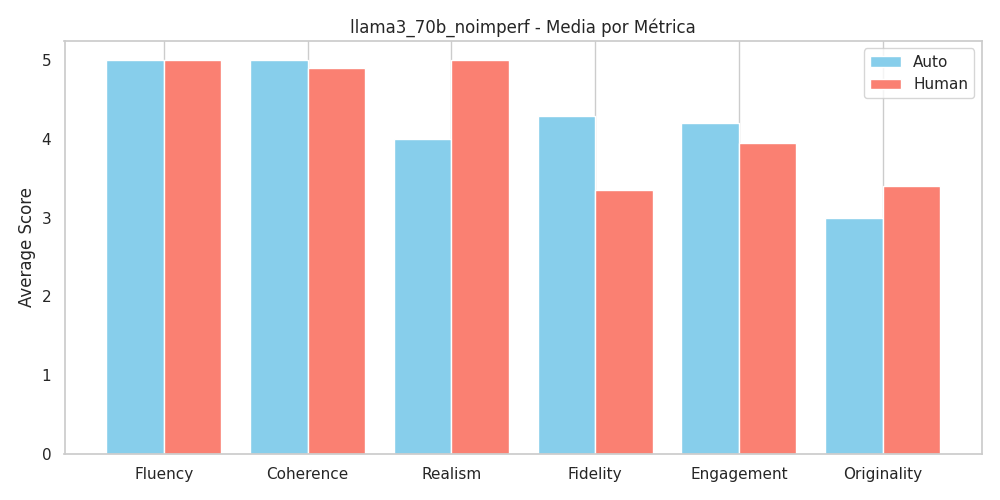 llama3_70b_noimperf - Media por Métrica
Auto
Human
Average Score
5
4
3
2
1
0
Fluency
Coherence
Realism
Fidelity
Engagement
Originality